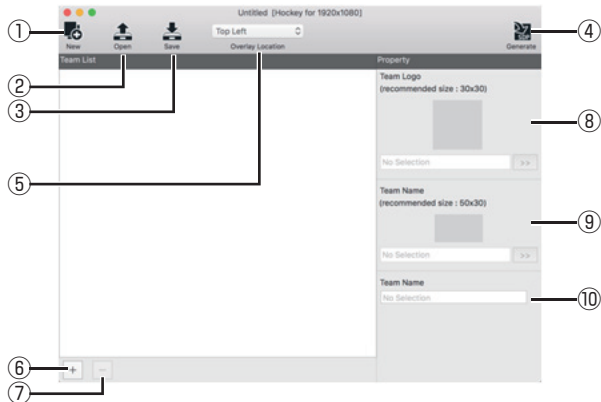 Untitled [Hockey for 1920x1080]
① New Open Save Top Left Generate ④
② Overlay Location
③
⑤
Team List Property
Team Logo
(recommended size : 30x30)
⑧
No Selection >>
Team Name
(recommended size : 50x30)
⑨
No Selection >>
Team Name
No Selection ⑩
⑥ +
⑦ −